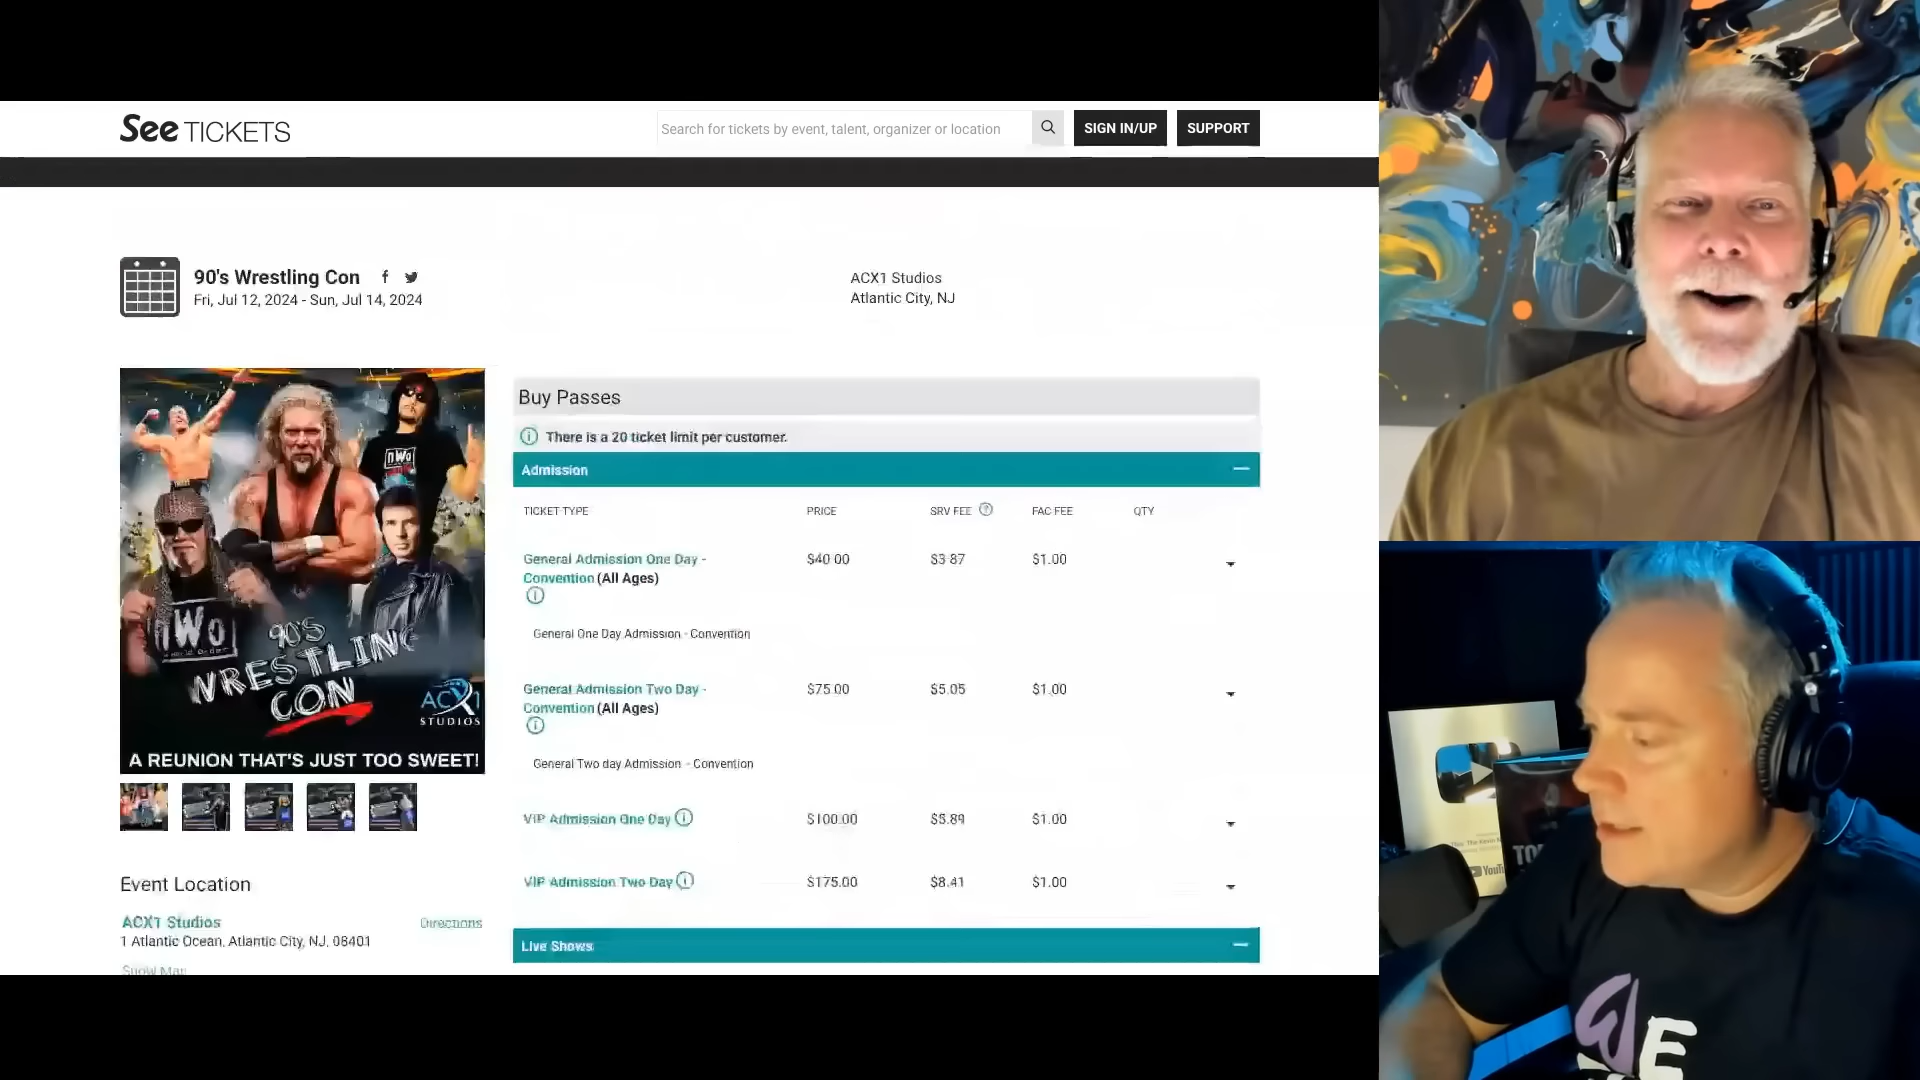 See TICKETS
Search for tickets by event, talent, organizer or location
SIGN IN/UP
SUPPORT
90's Wrestling Con
Fri, Jul 12, 2024 - Sun, Jul 14, 2024
ACX1 Studios
Atlantic City, NJ
nWo
nWo
90'S
WRESTLING
CON
ACX1
STUDIOS
A REUNION THAT'S JUST TOO SWEET!
Event Location
ACX1 Studios
Directions
1 Atlantic Ocean, Atlantic City, NJ, 08401
Show Map
Buy Passes
There is a 20 ticket limit per customer.
Admission
TICKET TYPE PRICE SRV FEE FAC FEE QTY
General Admission One Day - $40.00 $3.87 $1.00
Convention (All Ages)
General One Day Admission - Convention
General Admission Two Day - $75.00 $5.05 $1.00
Convention (All Ages)
General Two day Admission - Convention
VIP Admission One Day $100.00 $5.89 $1.00
VIP Admission Two Day $175.00 $8.41 $1.00
Live Shows
YouTu
TO
E